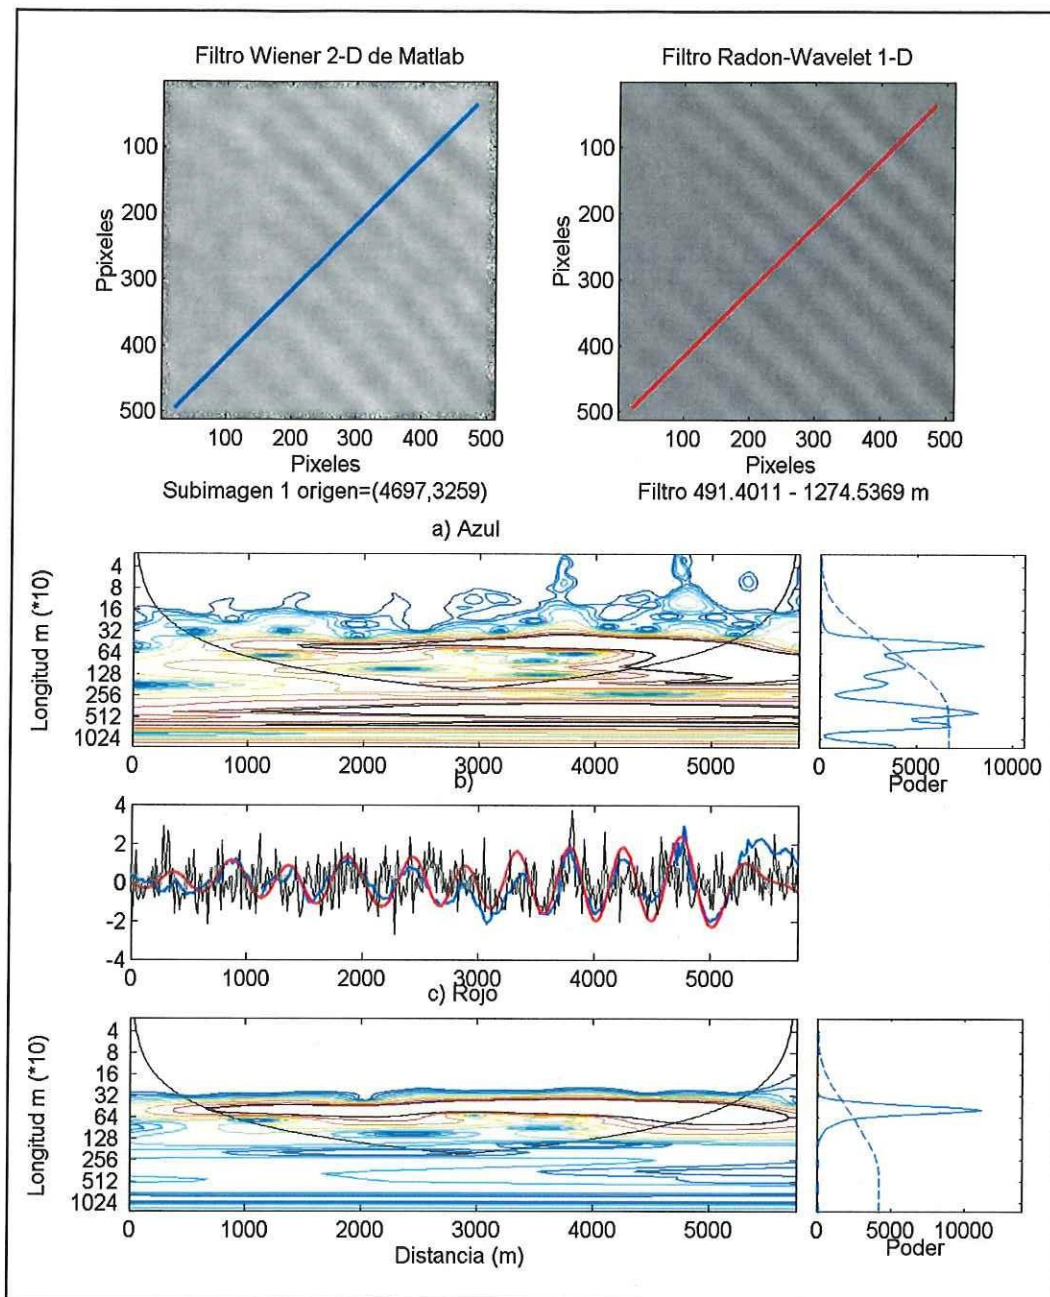 Filtro Wiener 2-D de Matlab
Filtro Radon-Wavelet 1-D
Ppixeles
100
200
300
400
500
100 200 300 400 500
Pixeles
Subimagen 1 origen=(4697,3259)
Pixeles
100
200
300
400
500
100 200 300 400 500
Pixeles
Filtro 491.4011 - 1274.5369 m
a) Azul
Longitud m (*10)
4
8
16
32
64
128
256
512
1024
0 1000 2000 3000 4000 5000
0 5000 10000
Poder
b)
4
2
0
-2
-4
0 1000 2000 3000 4000 5000
c) Rojo
Longitud m (*10)
4
8
16
32
64
128
256
512
1024
0 1000 2000 3000 4000 5000
Distancia (m)
0 5000 10000
Poder